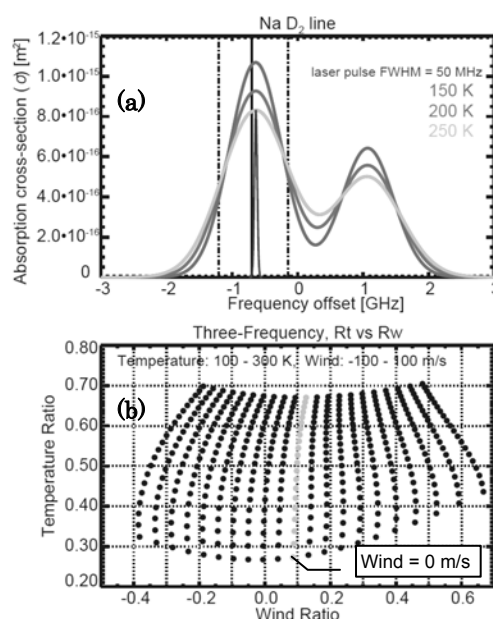 Na D₂ line
1.2•10⁻¹⁵
1.0•10⁻¹⁵
8.0•10⁻¹⁶
6.0•10⁻¹⁶
4.0•10⁻¹⁶
2.0•10⁻¹⁶
0
Absorption cross-section (σ) [m²]
(a)
laser pulse FWHM = 50 MHz
150 K
200 K
250 K
-3 -2 -1 0 1 2 3
Frequency offset [GHz]
Three-Frequency, Rt vs Rw
0.80
0.70
0.60
0.50
0.40
0.30
0.20
Temperature Ratio
Temperature: 100 - 300 K, Wind: -100 - 100 m/s
(b)
Wind = 0 m/s
-0.4 -0.2 0.0 0.2 0.4 0.6
Wind Ratio